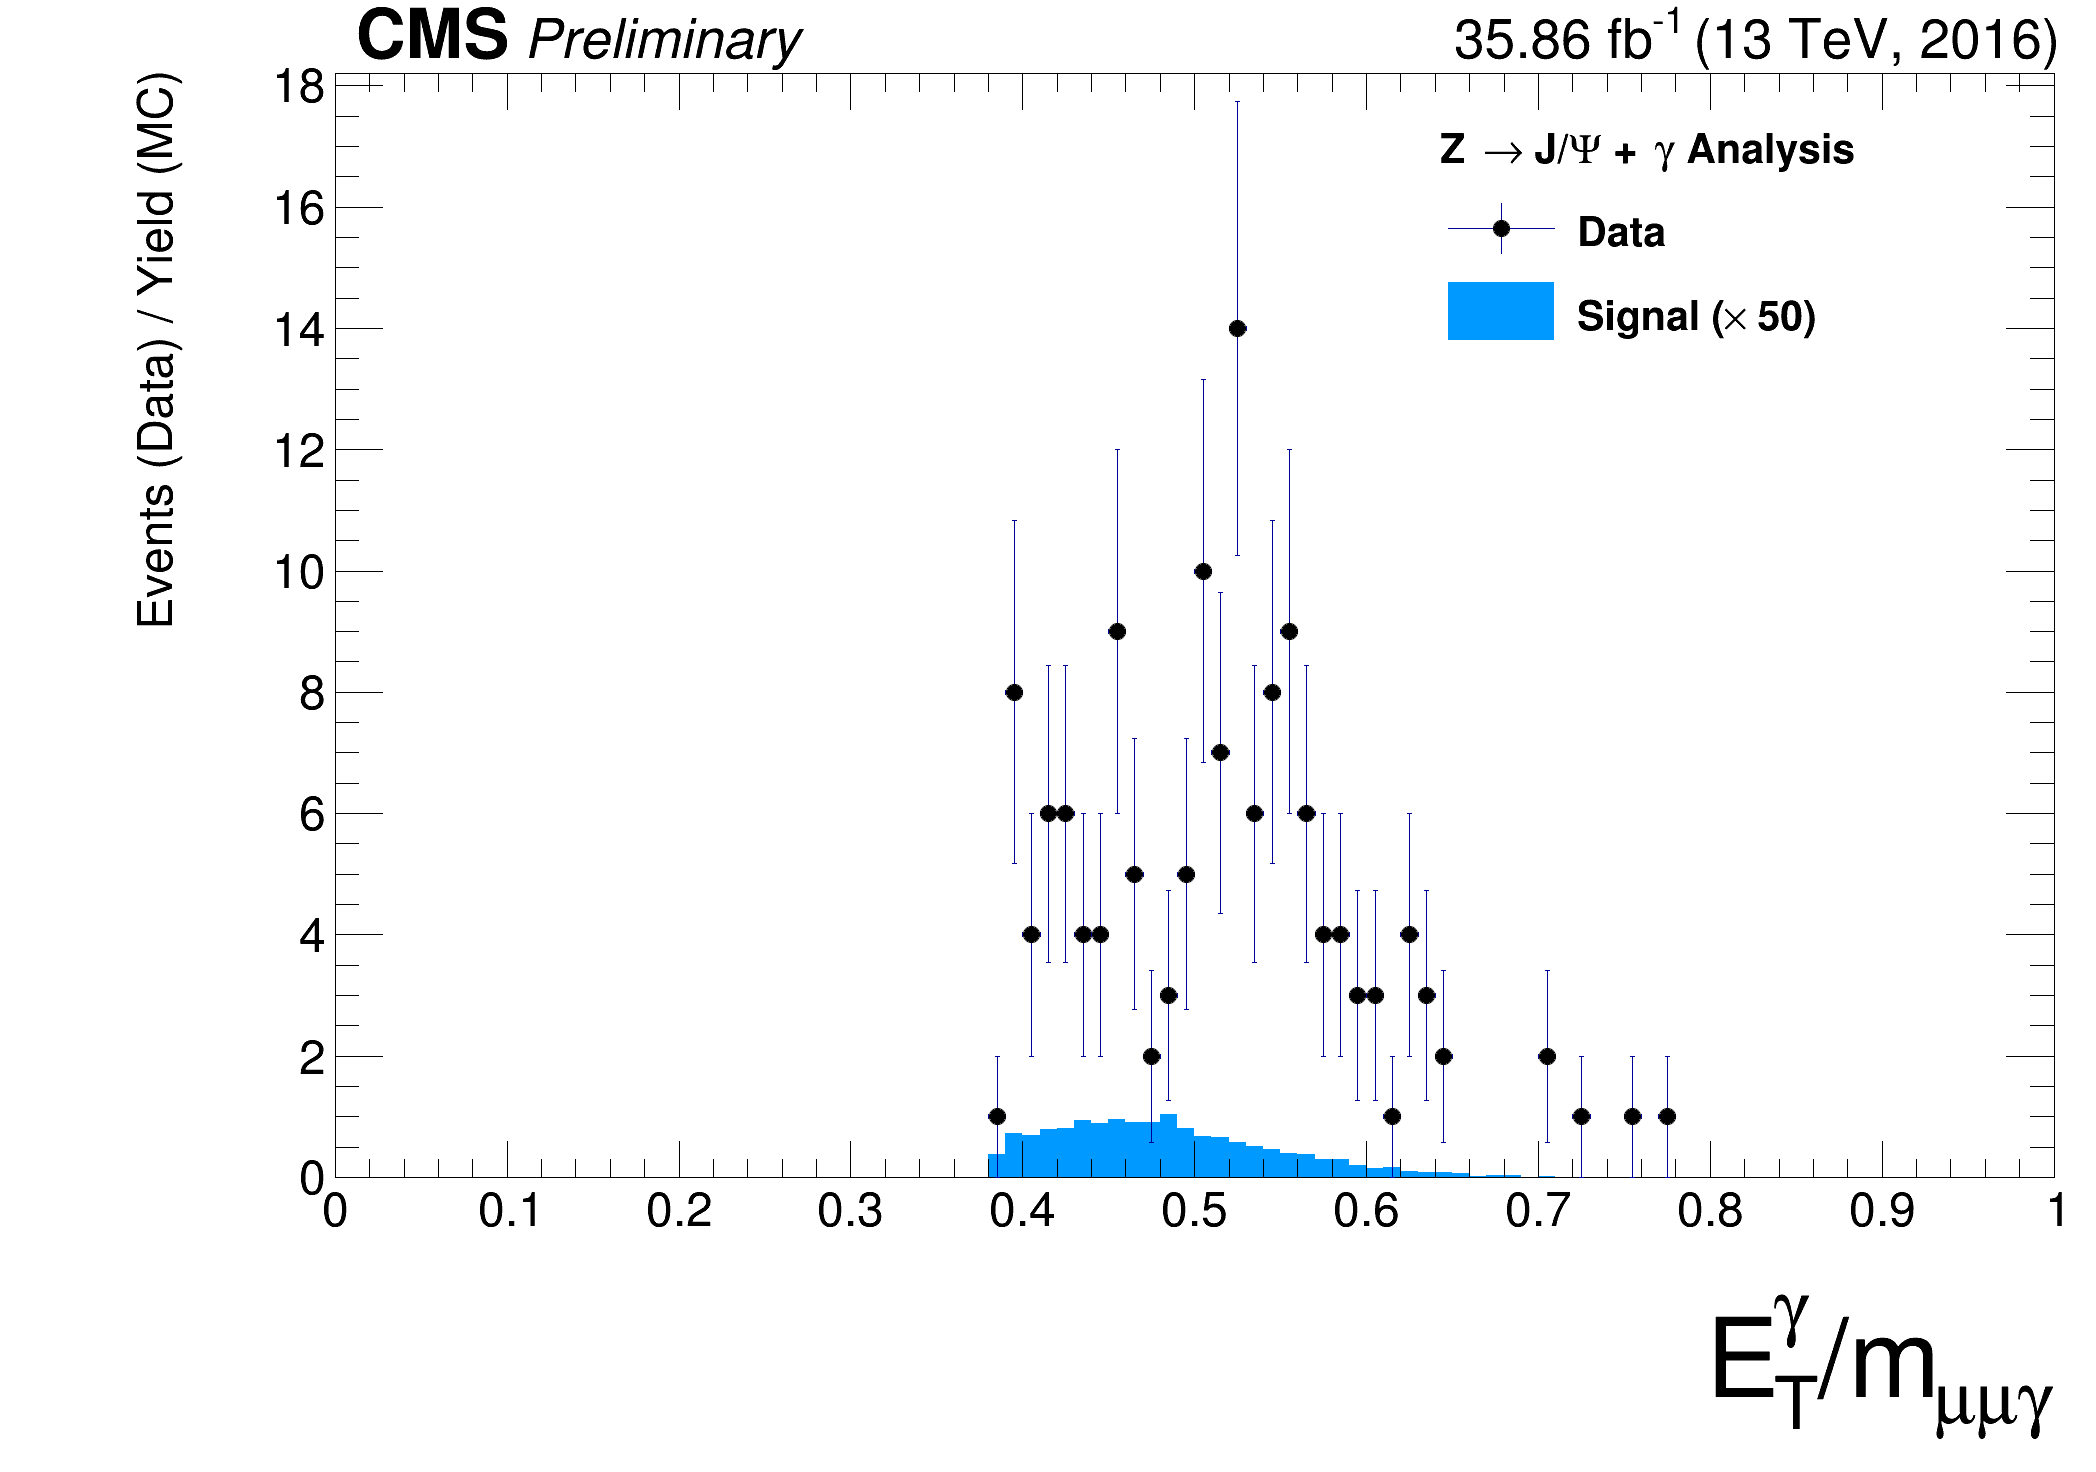 CMS Preliminary
35.86 fb⁻¹ (13 TeV, 2016)
Events (Data) / Yield (MC)
18
16
14
12
10
8
6
4
2
0
Z → J/Ψ + γ Analysis
Data
Signal (× 50)
0 0.1 0.2 0.3 0.4 0.5 0.6 0.7 0.8 0.9 1
E_T^γ/m_μμγ